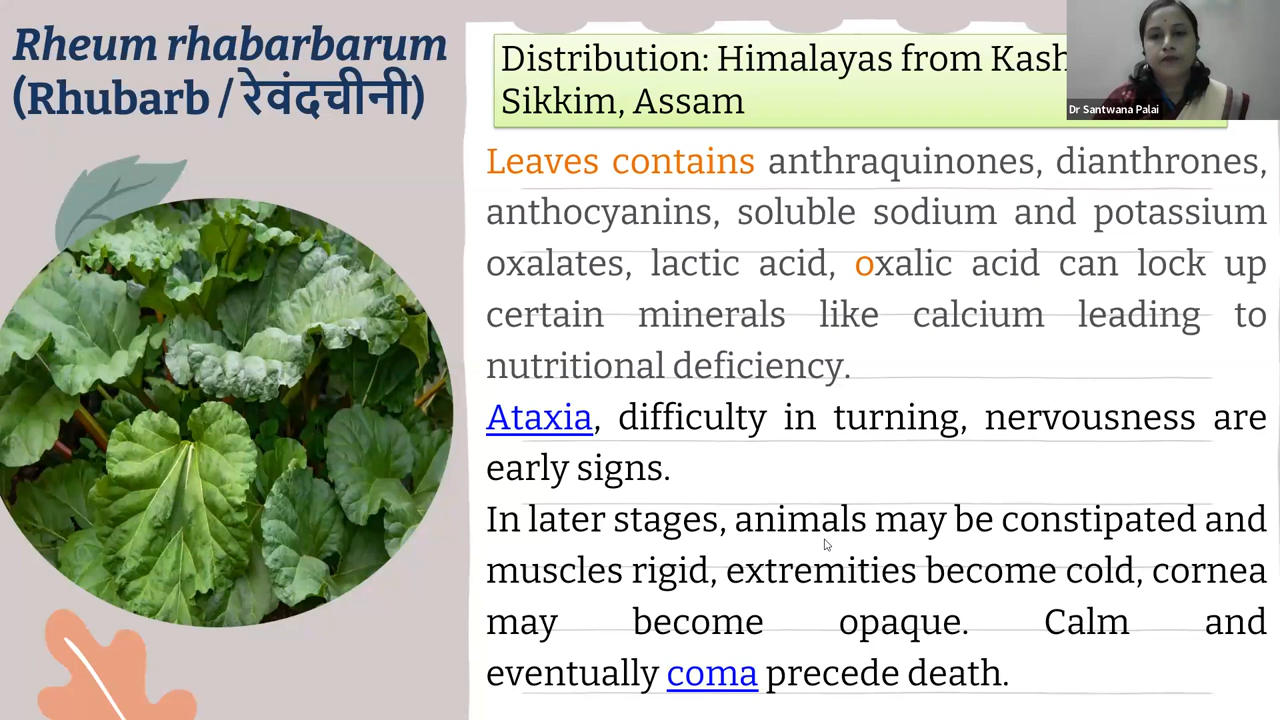 Rheum rhabarbarum
(Rhubarb / रेवंदचीनी)
Distribution: Himalayas from Kash
Sikkim, Assam
Dr Santwana Palai
Leaves contains anthraquinones, dianthrones,
anthocyanins, soluble sodium and potassium
oxalates, lactic acid, oxalic acid can lock up
certain minerals like calcium leading to
nutritional deficiency.
Ataxia, difficulty in turning, nervousness are
early signs.
In later stages, animals may be constipated and
muscles rigid, extremities become cold, cornea
may become opaque. Calm and
eventually coma precede death.